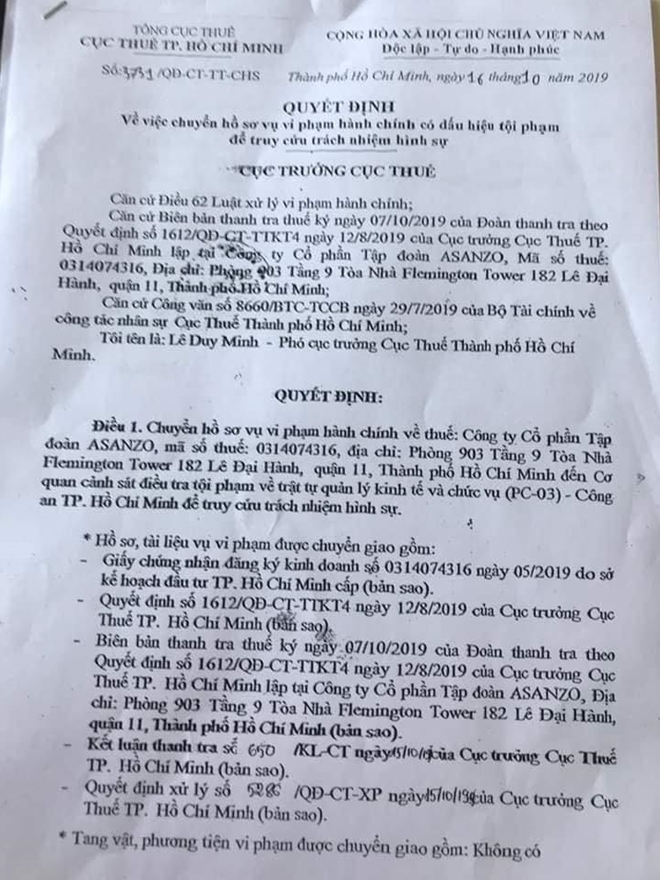 TỔNG CỤC THUẾ
CỤC THUẾ TP. HỒ CHÍ MINH
CỘNG HÒA XÃ HỘI CHỦ NGHĨA VIỆT NAM
Độc lập - Tự do - Hạnh phúc
Số: 3731/QĐ-CT-TT-CHS
Thành phố Hồ Chí Minh, ngày 16 tháng 10 năm 2019
QUYẾT ĐỊNH
Về việc chuyển hồ sơ vụ vi phạm hành chính có dấu hiệu tội phạm
để truy cứu trách nhiệm hình sự
CỤC TRƯỞNG CỤC THUẾ
Căn cứ Điều 62 Luật xử lý vi phạm hành chính;
Căn cứ Biên bản thanh tra thuế ký ngày 07/10/2019 của Đoàn thanh tra theo
Quyết định số 1612/QĐ-CT-TTKT4 ngày 12/8/2019 của Cục trưởng Cục Thuế TP.
Hồ Chí Minh lập tại Công ty Cổ phần Tập đoàn ASANZO, Mã số thuế:
0314074316, Địa chỉ: Phòng 903 Tầng 9 Tòa Nhà Flemington Tower 182 Lê Đại
Hành, quận 11, Thành phố Hồ Chí Minh;
Căn cứ Công văn số 8660/BTC-TCCB ngày 29/7/2019 của Bộ Tài chính về
công tác nhân sự Cục Thuế Thành phố Hồ Chí Minh;
Tôi tên là: Lê Duy Minh - Phó cục trưởng Cục Thuế Thành phố Hồ Chí
Minh.
QUYẾT ĐỊNH:
Điều 1. Chuyển hồ sơ vụ vi phạm hành chính về thuế: Công ty Cổ phần Tập
đoàn ASANZO, mã số thuế: 0314074316, địa chỉ: Phòng 903 Tầng 9 Tòa Nhà
Flemington Tower 182 Lê Đại Hành, quận 11, Thành phố Hồ Chí Minh đến Cơ
quan cảnh sát điều tra tội phạm về trật tự quản lý kinh tế và chức vụ (PC-03) - Công
an TP. Hồ Chí Minh để truy cứu trách nhiệm hình sự.
* Hồ sơ, tài liệu vụ vi phạm được chuyển giao gồm:
- Giấy chứng nhận đăng ký kinh doanh số 0314074316 ngày 05/2019 do sở
kế hoạch đầu tư TP. Hồ Chí Minh cấp (bản sao).
- Quyết định số 1612/QĐ-CT-TTKT4 ngày 12/8/2019 của Cục trưởng Cục
Thuế TP. Hồ Chí Minh (bản sao).
- Biên bản thanh tra thuế ký ngày 07/10/2019 của Đoàn thanh tra theo
Quyết định số 1612/QĐ-CT-TTKT4 ngày 12/8/2019 của Cục trưởng Cục
Thuế TP. Hồ Chí Minh lập tại Công ty Cổ phần Tập đoàn ASANZO, Địa
chỉ: Phòng 903 Tầng 9 Tòa Nhà Flemington Tower 182 Lê Đại Hành,
quận 11, Thành phố Hồ Chí Minh (bản sao).
- Kết luận thanh tra số 650 /KL-CT ngày 15/10/19 của Cục trưởng Cục Thuế
TP. Hồ Chí Minh (bản sao).
- Quyết định xử lý số /QĐ-CT-XP ngày 15/10/19 của Cục trưởng Cục
Thuế TP. Hồ Chí Minh (bản sao).
* Tang vật, phương tiện vi phạm được chuyển giao gồm: Không có